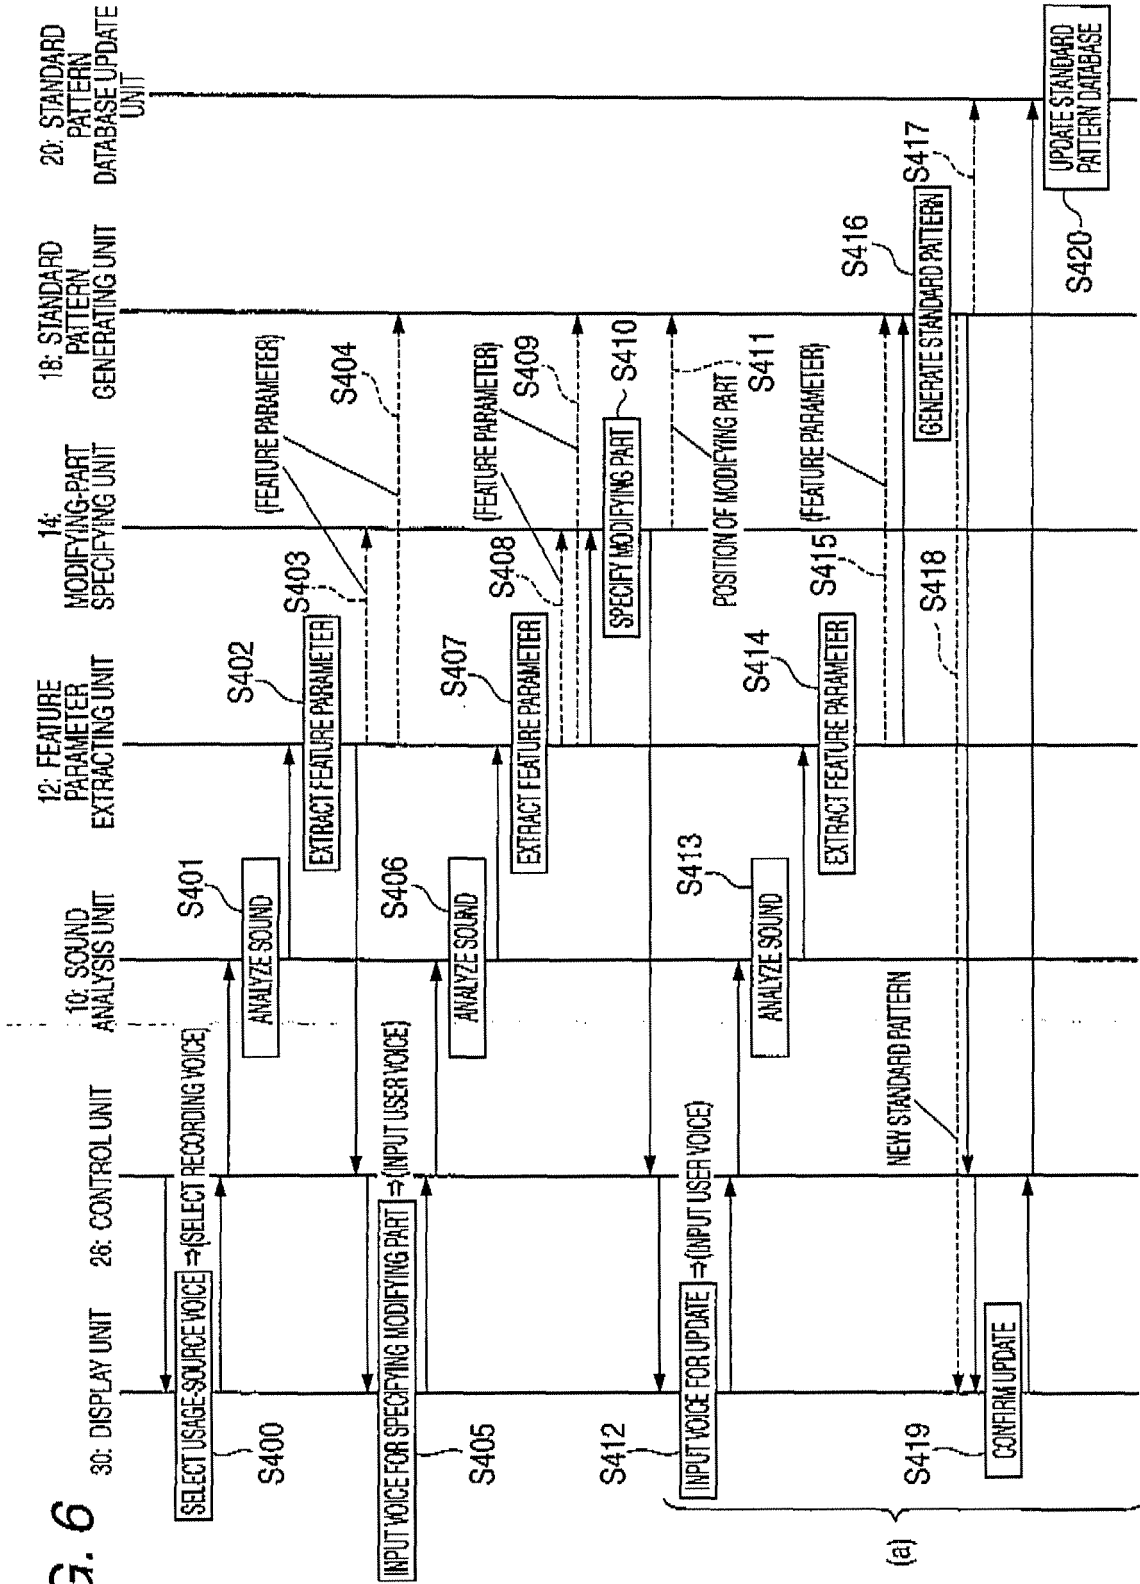 G. 6
30: DISPLAY UNIT
26: CONTROL UNIT
10: SOUND
ANALYSIS UNIT
12: FEATURE
PARAMETER
EXTRACTING UNIT
14:
MODIFYING-PART
SPECIFYING UNIT
18: STANDARD
PATTERN
GENERATING UNIT
20: STANDARD
PATTERN
DATABASE UPDATE
UNIT
SELECT USAGE-SOURCE VOICE ⇒(SELECT RECORDING VOICE)
S400
ANALYZE SOUND
S401
EXTRACT FEATURE PARAMETER
S402
S403
(FEATURE PARAMETER)
S404
INPUT VOICE FOR SPECIFYING MODIFYING PART ⇒(INPUT USER VOICE)
S405
ANALYZE SOUND
S406
EXTRACT FEATURE PARAMETER
S407
S408
(FEATURE PARAMETER)
S409
SPECIFY MODIFYING PART
S410
POSITION OF MODIFYING PART
S411
INPUT VOICE FOR UPDATE ⇒(INPUT USER VOICE)
S412
ANALYZE SOUND
S413
EXTRACT FEATURE PARAMETER
S414
S415
(FEATURE PARAMETER)
GENERATE STANDARD PATTERN
S416
S417
NEW STANDARD PATTERN
S418
CONFIRM UPDATE
S419
UPDATE STANDARD
PATTERN DATABASE
S420
(a)